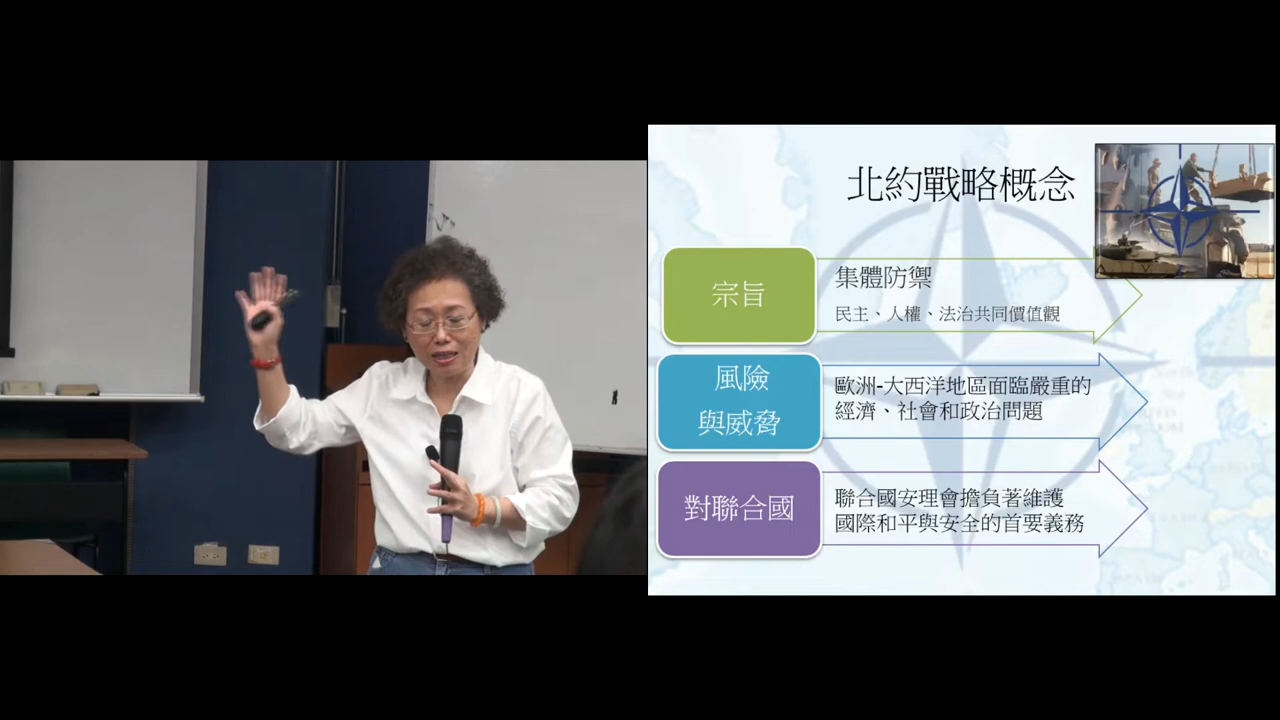 北約戰略概念
宗旨
集體防禦
民主、人權、法治共同價值觀
風險
與威脅
歐洲-大西洋地區面臨嚴重的
經濟、社會和政治問題
對聯合國
聯合國安理會擔負著維護
國際和平與安全的首要義務